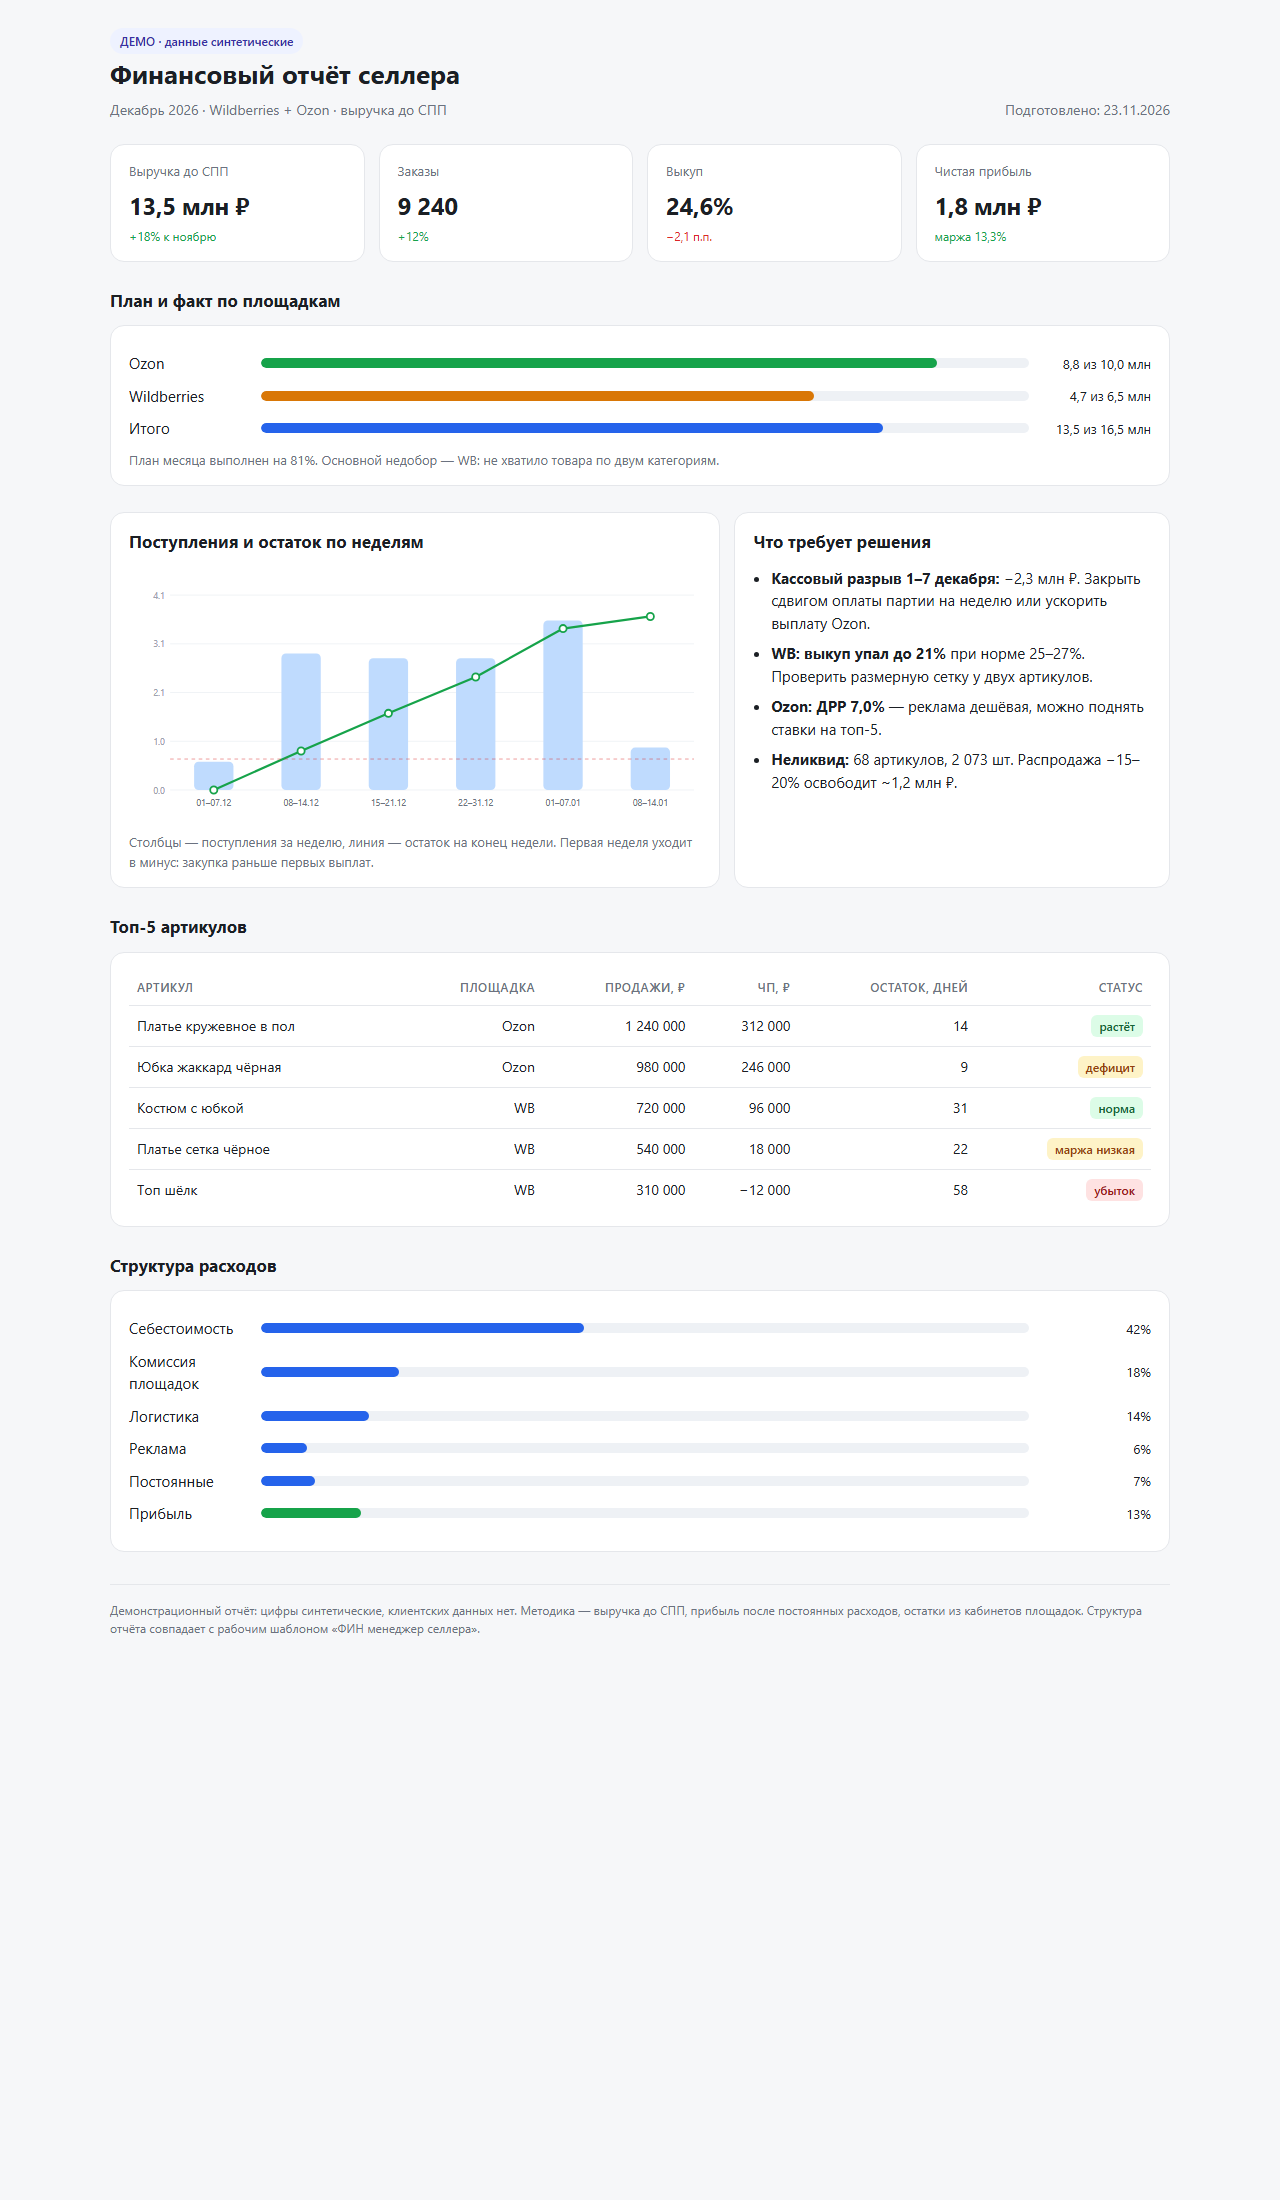 ДЕМО · данные синтетические
Финансовый отчёт селлера
Декабрь 2026 · Wildberries + Ozon · выручка до СПП
Подготовлено: 23.11.2026
Выручка до СПП
13,5 млн ₽
+18% к ноябрю
Заказы
9 240
+12%
Выкуп
24,6%
−2,1 п.п.
Чистая прибыль
1,8 млн ₽
маржа 13,3%
План и факт по площадкам
Ozon
8,8 из 10,0 млн
Wildberries
4,7 из 6,5 млн
Итого
13,5 из 16,5 млн
План месяца выполнен на 81%. Основной недобор — WB: не хватило товара по двум категориям.
Поступления и остаток по неделям
4.1
3.1
2.1
1.0
0.0
01–07.12 08–14.12 15–21.12 22–31.12 01–07.01 08–14.01
Столбцы — поступления за неделю, линия — остаток на конец недели. Первая неделя уходит
в минус: закупка раньше первых выплат.
Что требует решения
• Кассовый разрыв 1–7 декабря: −2,3 млн ₽. Закрыть
сдвигом оплаты партии на неделю или ускорить
выплату Ozon.
• WB: выкуп упал до 21% при норме 25–27%.
Проверить размерную сетку у двух артикулов.
• Ozon: ДРР 7,0% — реклама дешёвая, можно поднять
ставки на топ-5.
• Неликвид: 68 артикулов, 2 073 шт. Распродажа −15–
20% освободит ~1,2 млн ₽.
Топ-5 артикулов
АРТИКУЛ ПЛОЩАДКА ПРОДАЖИ, ₽ ЧП, ₽ ОСТАТОК, ДНЕЙ СТАТУС
Платье кружевное в пол Ozon 1 240 000 312 000 14 растёт
Юбка жаккард чёрная Ozon 980 000 246 000 9 дефицит
Костюм с юбкой WB 720 000 96 000 31 норма
Платье сетка чёрное WB 540 000 18 000 22 маржа низкая
Топ шёлк WB 310 000 −12 000 58 убыток
Структура расходов
Себестоимость
42%
Комиссия
площадок
18%
Логистика
14%
Реклама
6%
Постоянные
7%
Прибыль
13%
Демонстрационный отчёт: цифры синтетические, клиентских данных нет. Методика — выручка до СПП, прибыль после постоянных расходов, остатки из кабинетов площадок. Структура
отчёта совпадает с рабочим шаблоном «ФИН менеджер селлера».